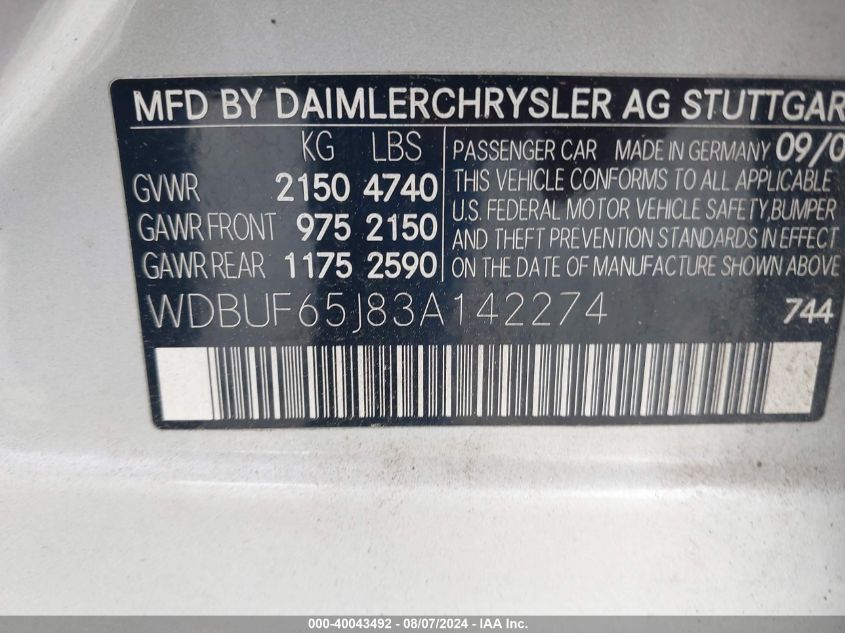 MFD BY DAIMLERCHRYSLER AG STUTTGAR
KG LBS
GVWR 2150 4740
GAWR FRONT 975 2150
GAWR REAR 1175 2590
PASSENGER CAR MADE IN GERMANY 09/0
THIS VEHICLE CONFORMS TO ALL APPLICABLE
U.S. FEDERAL MOTOR VEHICLE SAFETY, BUMPER
AND THEFT PREVENTION STANDARDS IN EFFECT
ON THE DATE OF MANUFACTURE SHOWN ABOVE
WDBUF65J83A142274 744
000-40043492 - 08/07/2024 - IAA Inc.